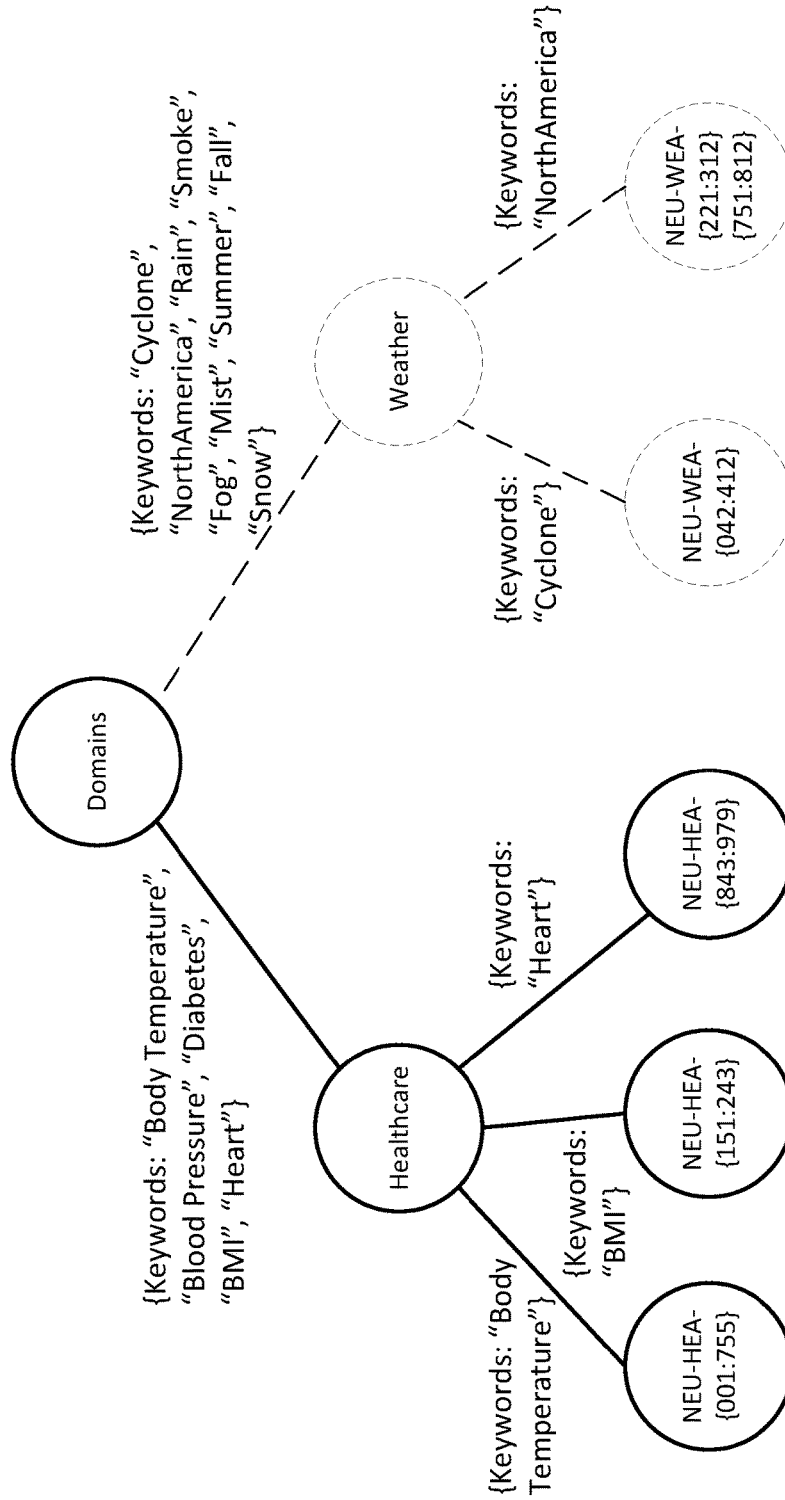 Domains
{Keywords: “Body Temperature”,
“Blood Pressure”, “Diabetes”,
“BMI”, “Heart”}
{Keywords: “Cyclone”,
“NorthAmerica”, “Rain”, “Smoke”,
“Fog”, “Mist”, “Summer”, “Fall”,
“Snow”}
Healthcare
Weather
{Keywords: “Body
Temperature”}
{Keywords:
“BMI”}
{Keywords:
“Heart”}
{Keywords:
“Cyclone”}
{Keywords:
“NorthAmerica”}
NEU-HEA-
{001:755}
NEU-HEA-
{151:243}
NEU-HEA-
{843:979}
NEU-WEA-
{042:412}
NEU-WEA-
{221:312}
{751:812}